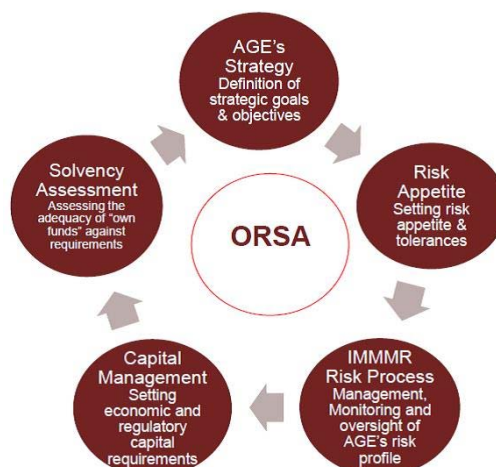 AGE's
Strategy
Definition of
strategic goals
& objectives
Risk
Appetite
Setting risk
appetite &
tolerances
IMMMR
Risk Process
Management,
Monitoring and
oversight of
AGE's risk
profile
Capital
Management
Setting
economic and
regulatory
capital
requirements
Solvency
Assessment
Assessing the
adequacy of "own
funds" against
requirements
ORSA